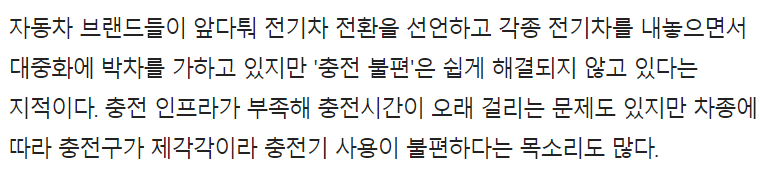 자동차 브랜드들이 앞다퉈 전기차 전환을 선언하고 각종 전기차를 내놓으면서
대중화에 박차를 가하고 있지만 '충전 불편'은 쉽게 해결되지 않고 있다는
지적이다. 충전 인프라가 부족해 충전시간이 오래 걸리는 문제도 있지만 차종에
따라 충전구가 제각각이라 충전기 사용이 불편하다는 목소리도 많다.